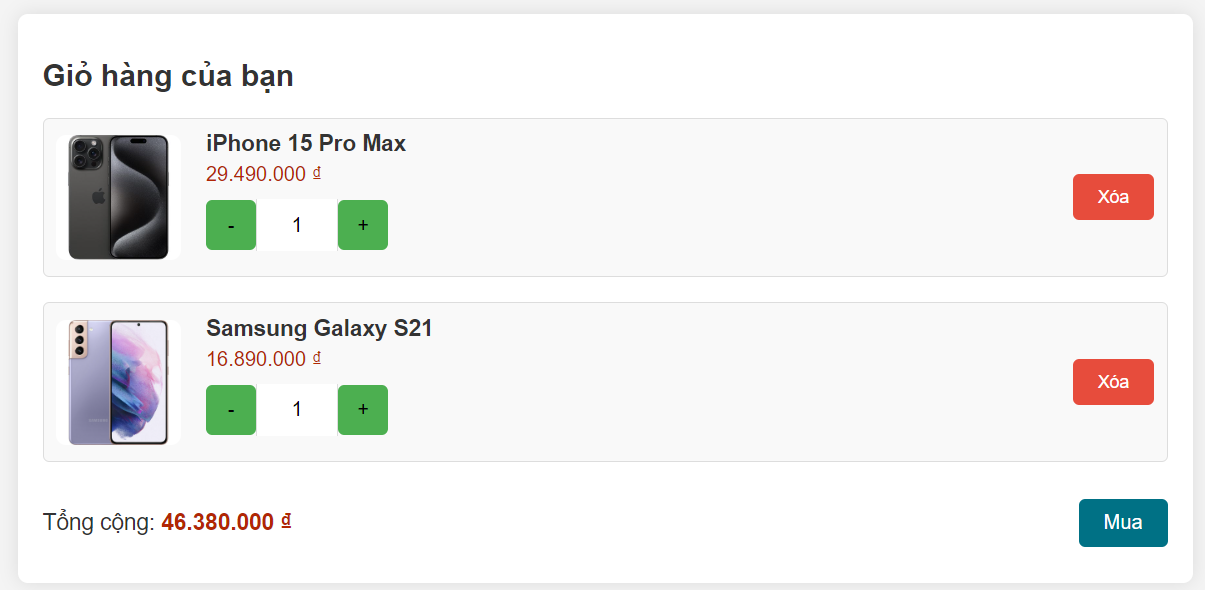 Giỏ hàng của bạn
iPhone 15 Pro Max
29.490.000 ₫
- 1 +
Xóa
Samsung Galaxy S21
16.890.000 ₫
- 1 +
Xóa
Tổng cộng: 46.380.000 ₫
Mua